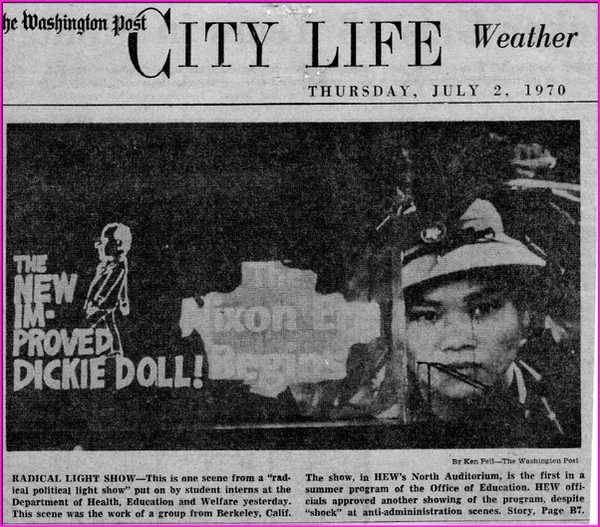 he Washington Post
CITY LIFE
Weather
THURSDAY, JULY 2, 1970
THE
NEW
IM-
PROVED
DICKIE DOLL!
The
Nixon Era
Begins
By Ken Feil—The Washington Post
RADICAL LIGHT SHOW—This is one scene from a "rad-
ical political light show" put on by student interns at the
Department of Health, Education and Welfare yesterday.
This scene was the work of a group from Berkeley, Calif.
The show, in HEW's North Auditorium, is the first in a
summer program of the Office of Education. HEW offi-
cials approved another showing of the program, despite
"shock" at anti-admininistration scenes. Story, Page B7.